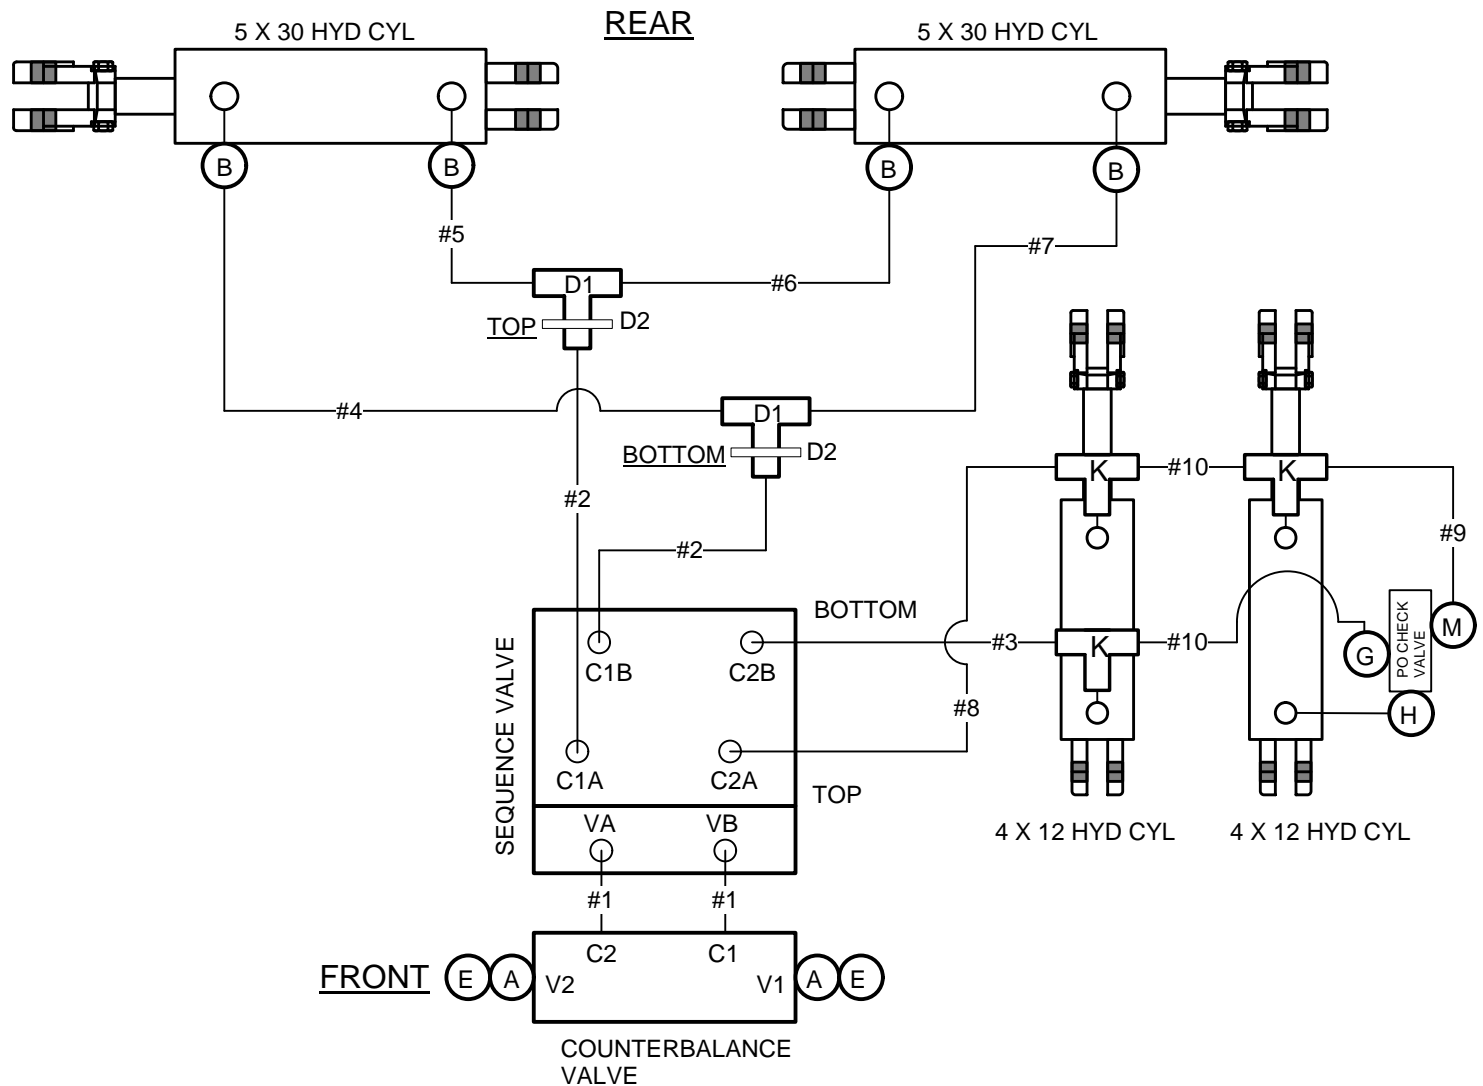 REAR
5 X 30 HYD CYL
5 X 30 HYD CYL
B
B
B
B
#5
#6
#7
D1
TOP
D2
#4
D1
BOTTOM
D2
#2
#2
K
#10
K
#9
SEQUENCE VALVE
BOTTOM
C1B
C2B
#3
K
#10
G
PO CHECK
VALVE
M
H
#8
C1A
C2A
TOP
VA
VB
4 X 12 HYD CYL
4 X 12 HYD CYL
#1
#1
FRONT
E
A
V2
C2
C1
V1
A
E
COUNTERBALANCE
VALVE